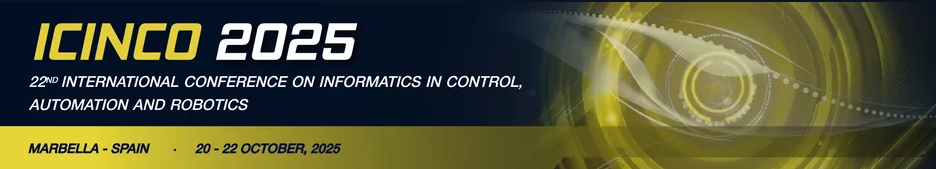 ICINCO 2025
22ND INTERNATIONAL CONFERENCE ON INFORMATICS IN CONTROL,
AUTOMATION AND ROBOTICS
MARBELLA - SPAIN · 20 - 22 OCTOBER, 2025